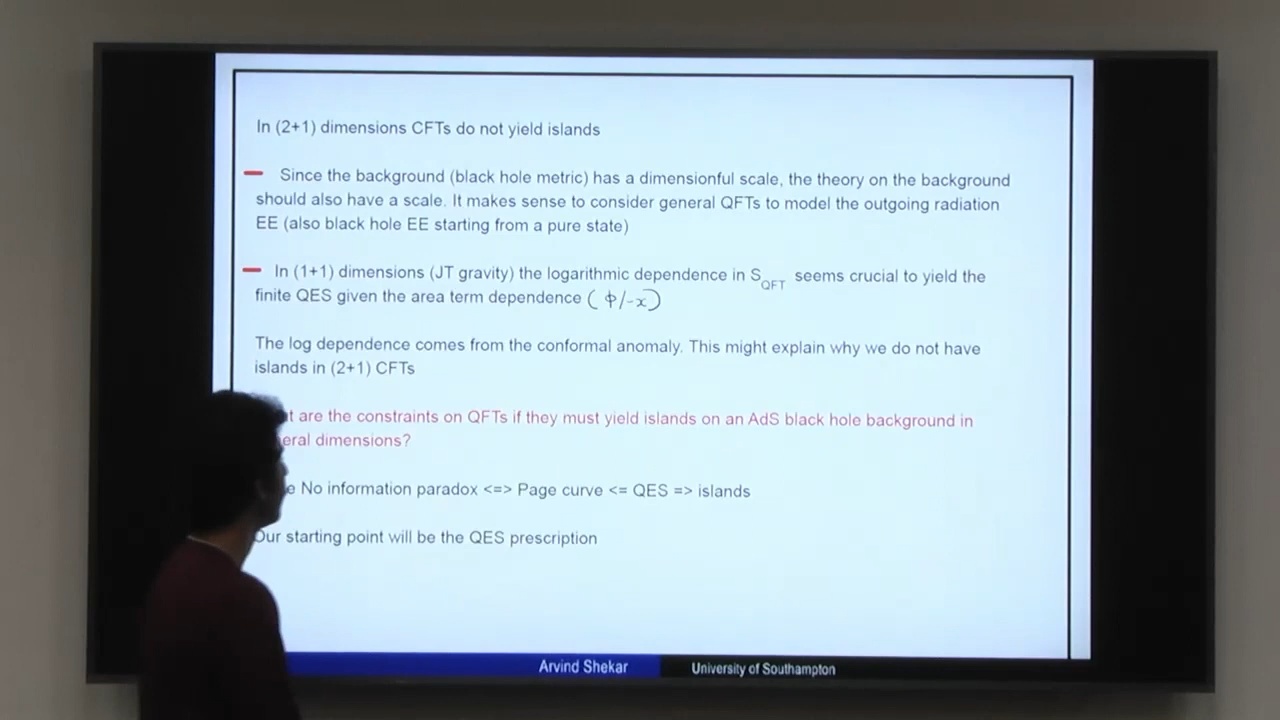 In (2+1) dimensions CFTs do not yield islands
Since the background (black hole metric) has a dimensionful scale, the theory on the background
should also have a scale. It makes sense to consider general QFTs to model the outgoing radiation
EE (also black hole EE starting from a pure state)
In (1+1) dimensions (JT gravity) the logarithmic dependence in S_QFT seems crucial to yield the
finite QES given the area term dependence (ϕ/-x)
The log dependence comes from the conformal anomaly. This might explain why we do not have
islands in (2+1) CFTs
are the constraints on QFTs if they must yield islands on an AdS black hole background in
dimensions?
No information paradox <=> Page curve <= QES => islands
Our starting point will be the QES prescription
Arvind Shekar
University of Southampton